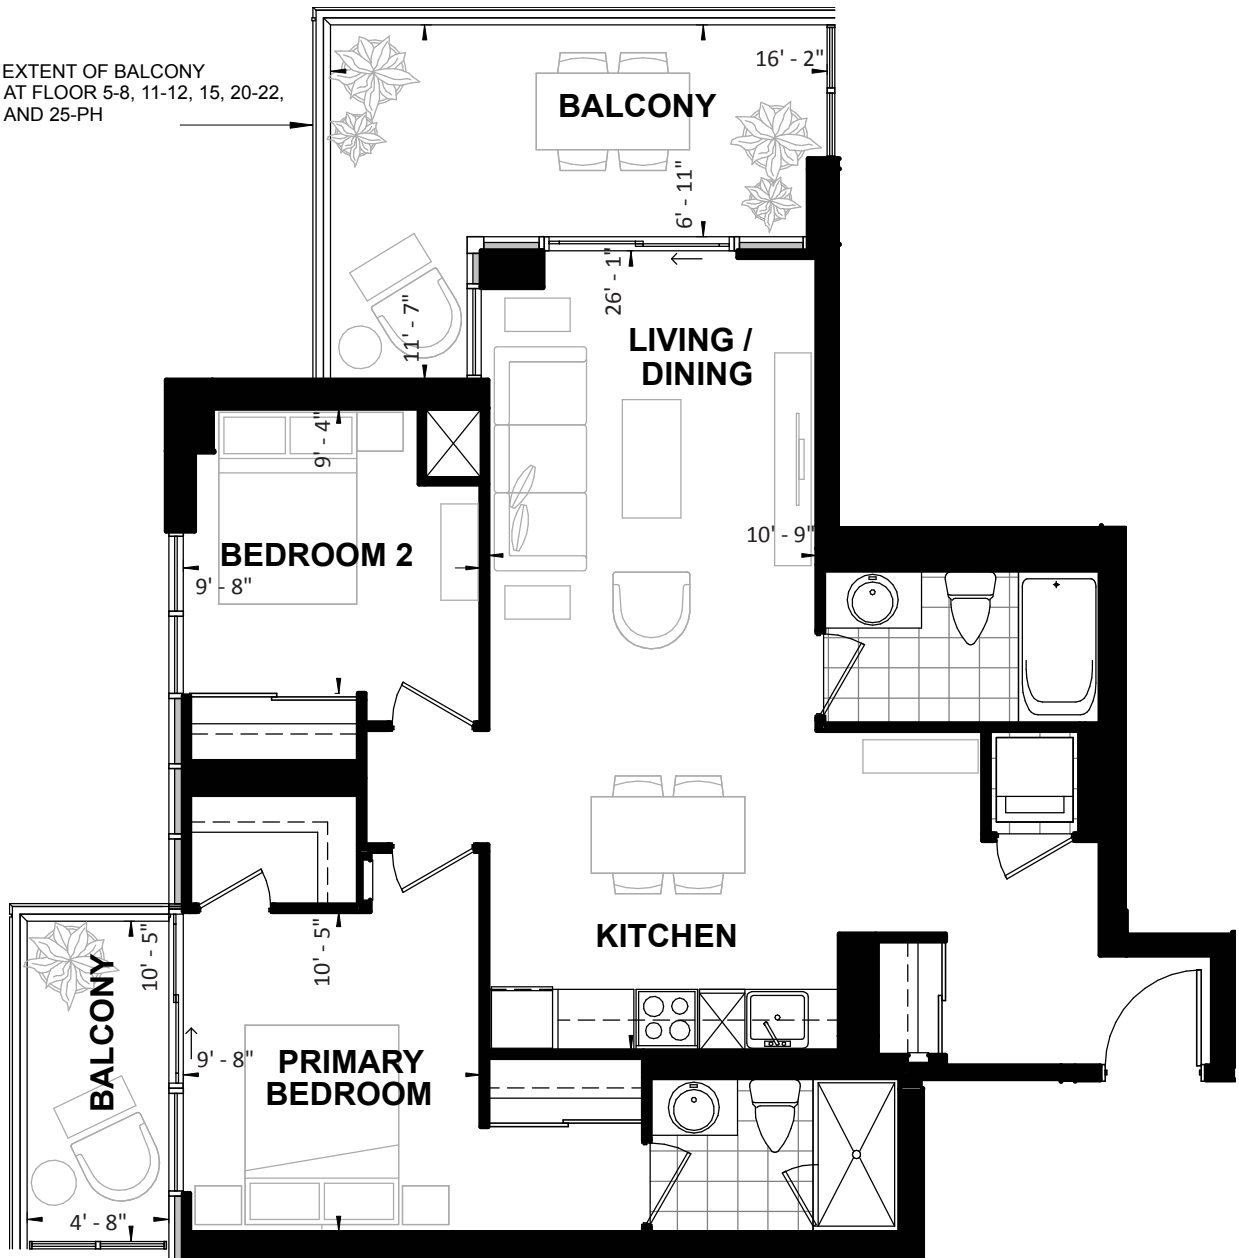 EXTENT OF BALCONY
AT FLOOR 5-8, 11-12, 15, 20-22,
AND 25-PH
16' - 2"
BALCONY
6' - 11"
26' - 1"
11' - 7"
LIVING /
DINING
9' - 4"
10' - 9"
BEDROOM 2
9' - 8"
KITCHEN
10' - 5"
10' - 5"
BALCONY
9' - 8"
PRIMARY
BEDROOM
4' - 8"